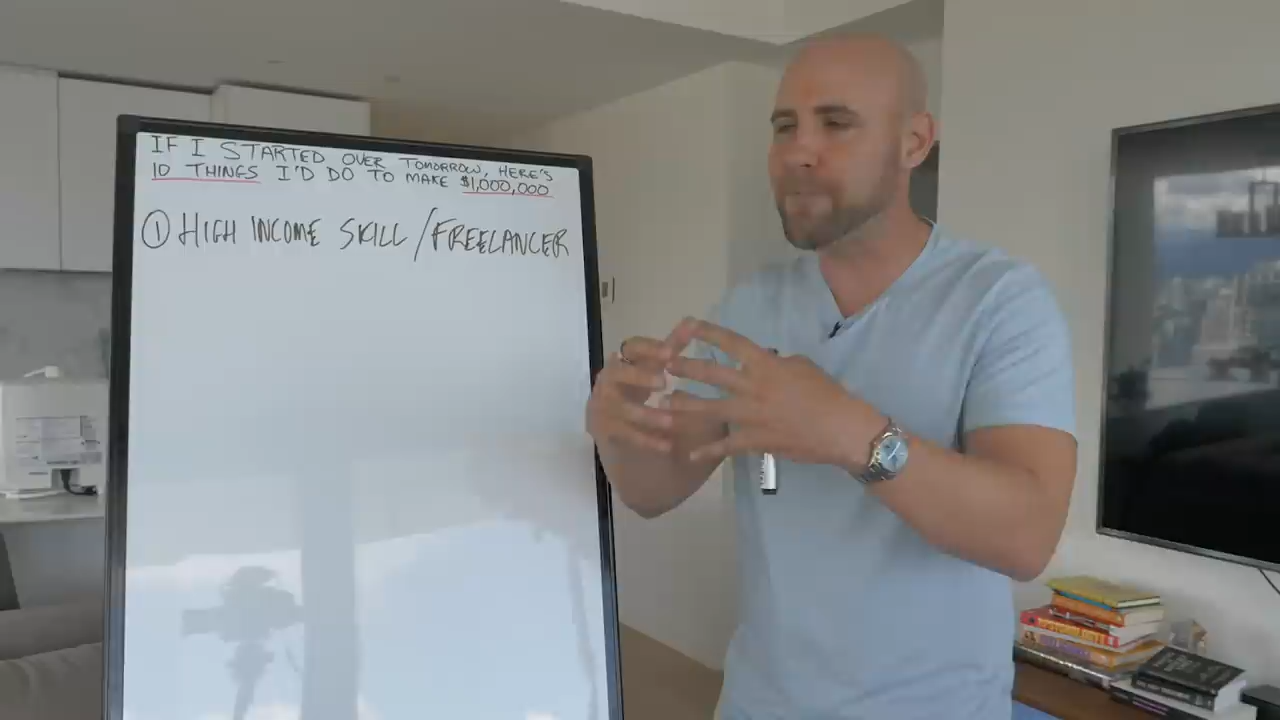 IF I STARTED OVER TOMORROW, HERE'S
10 THINGS I'D DO TO MAKE $1,000,000
① HIGH INCOME SKILL / FREELANCER